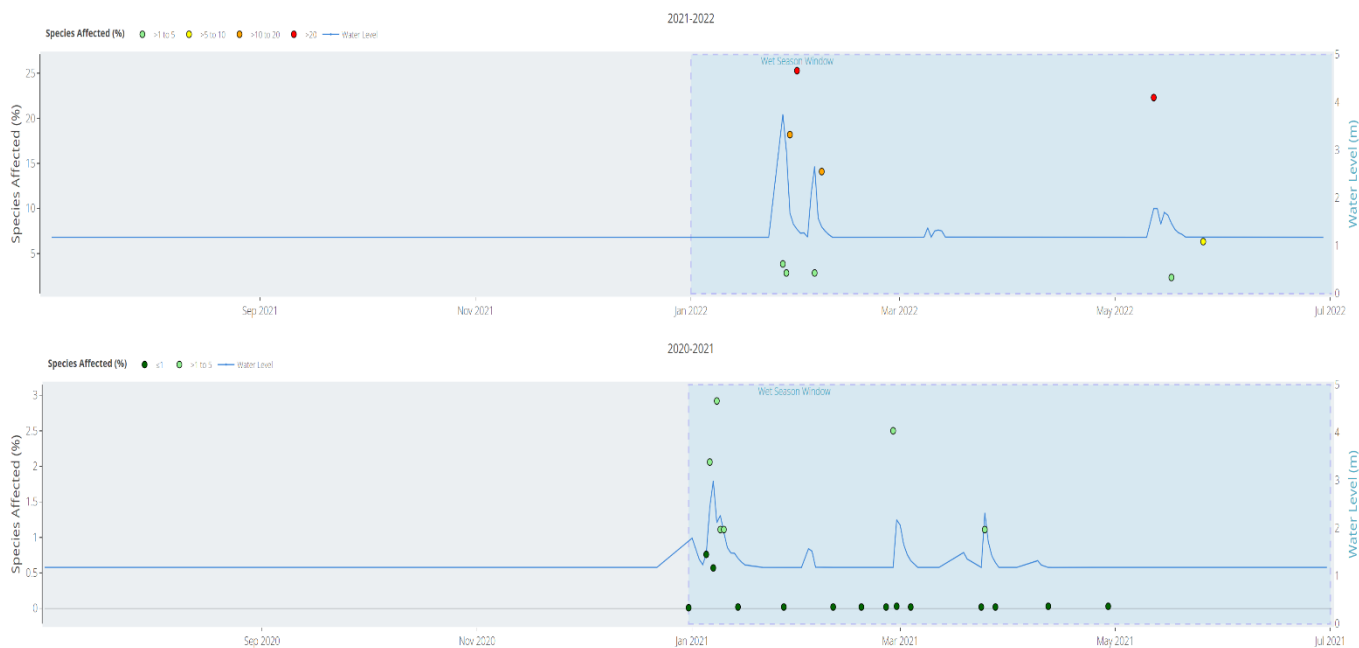 2021-2022
Species Affected (%) >1 to 5 >5 to 10 >10 to 20 >20 Water Level
Wet Season Window
Species Affected (%)
25
20
15
10
5
Water Level (m)
5
4
3
2
1
0
Sep 2021 Nov 2021 Jan 2022 Mar 2022 May 2022 Jul 2022
2020-2021
Species Affected (%) ≤1 >1 to 5 Water Level
Wet Season Window
Species Affected (%)
3
2.5
2
1.5
1
0.5
0
Water Level (m)
5
4
3
2
1
0
Sep 2020 Nov 2020 Jan 2021 Mar 2021 May 2021 Jul 2021